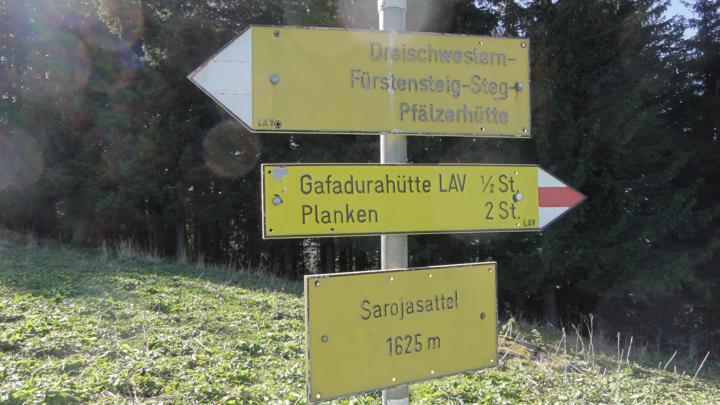 Dreischwestern-
Fürstensteig-Steg-
Pfälzerhütte
LAV
Gafadurahütte LAV ½ St.
Planken 2 St.
LAV
Sarojasattel
1625 m